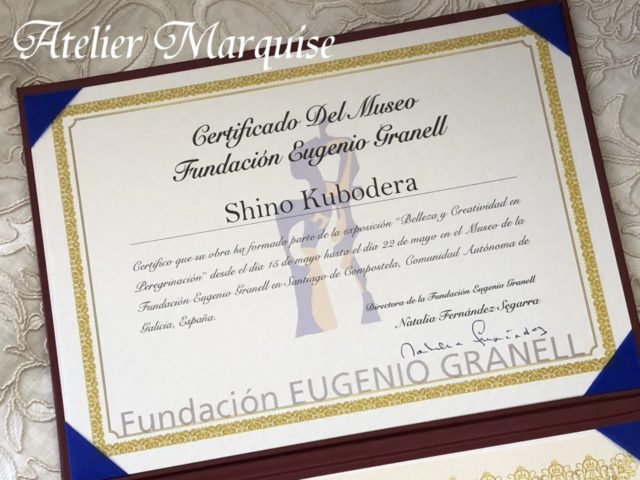 Atelier Marquise
Certificado Del Museo
Fundación Eugenio Granell
Shino Kubodera
Certifico que su obra ha formado parte de la exposición "Belleza y Creatividad en
Peregrinación" desde el día 15 de mayo hasta el día 22 de mayo en el Museo de la
Fundación Eugenio Granell en Santiago de Compostela, Comunidad Autónoma de
Galicia, España.
Directora de la Fundación Eugenio Granell
Natalia Fernández Segarra
Natalia Fernández
Fundación EUGENIO GRANELL